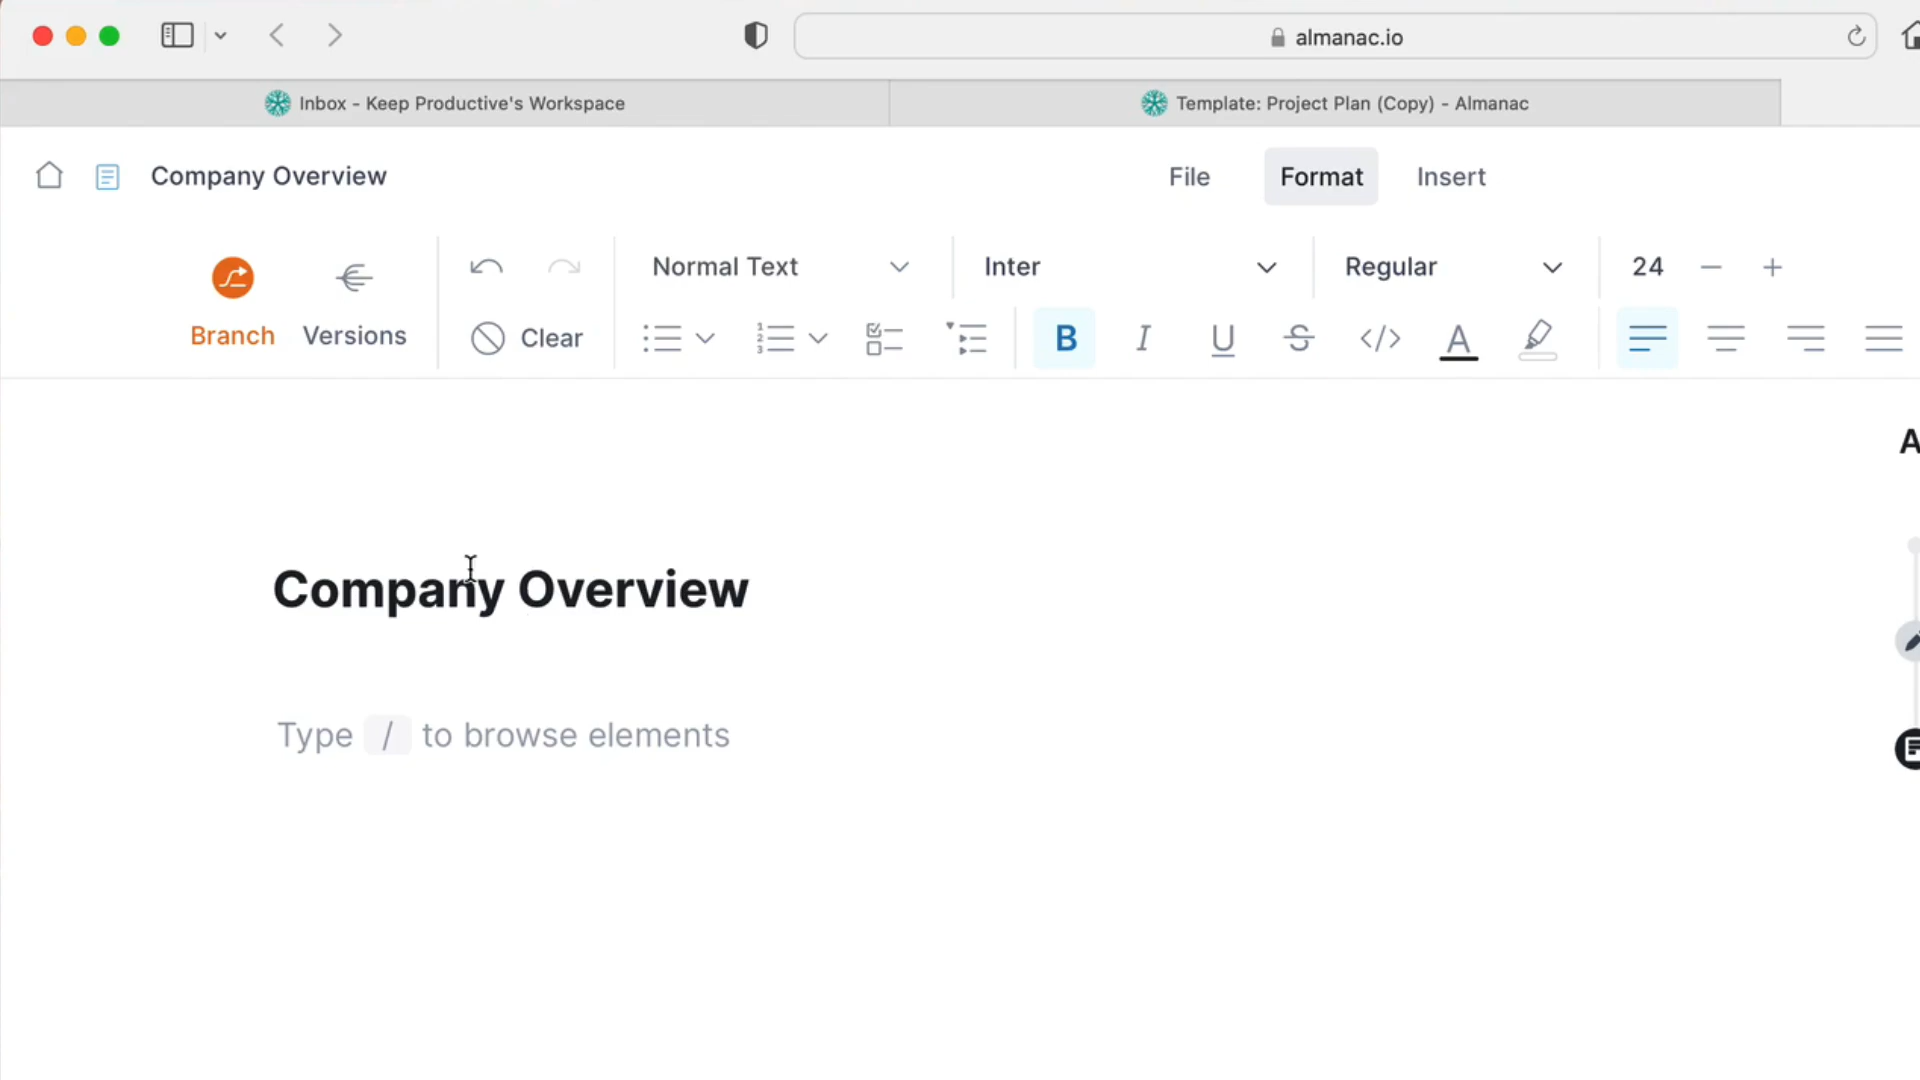 almanac.io
Inbox - Keep Productive's Workspace
Template: Project Plan (Copy) - Almanac
Company Overview
File
Format
Insert
Branch
Versions
Clear
Normal Text
Inter
Regular
24
B
I
U
S
</>
A
Company Overview
Type / to browse elements
A